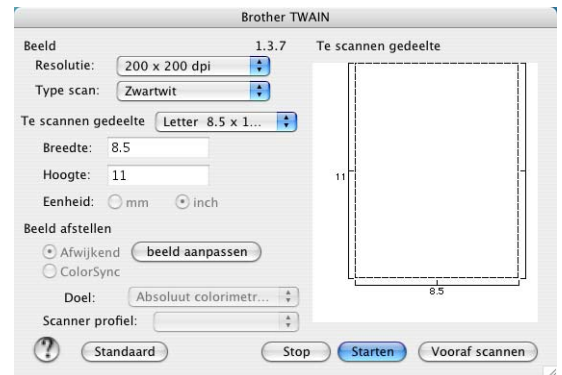 Brother TWAIN
Beeld 1.3.7
Resolutie: 200 x 200 dpi
Type scan: Zwartwit
Te scannen gedeelte Letter 8.5 x 1...
Breedte: 8.5
Hoogte: 11
Eenheid: mm inch
Beeld afstellen
Afwijkend beeld aanpassen
ColorSync
Doel: Absoluut colorimetr...
Scanner profiel:
? Standaard Stop Starten Vooraf scannen
Te scannen gedeelte
11
8.5